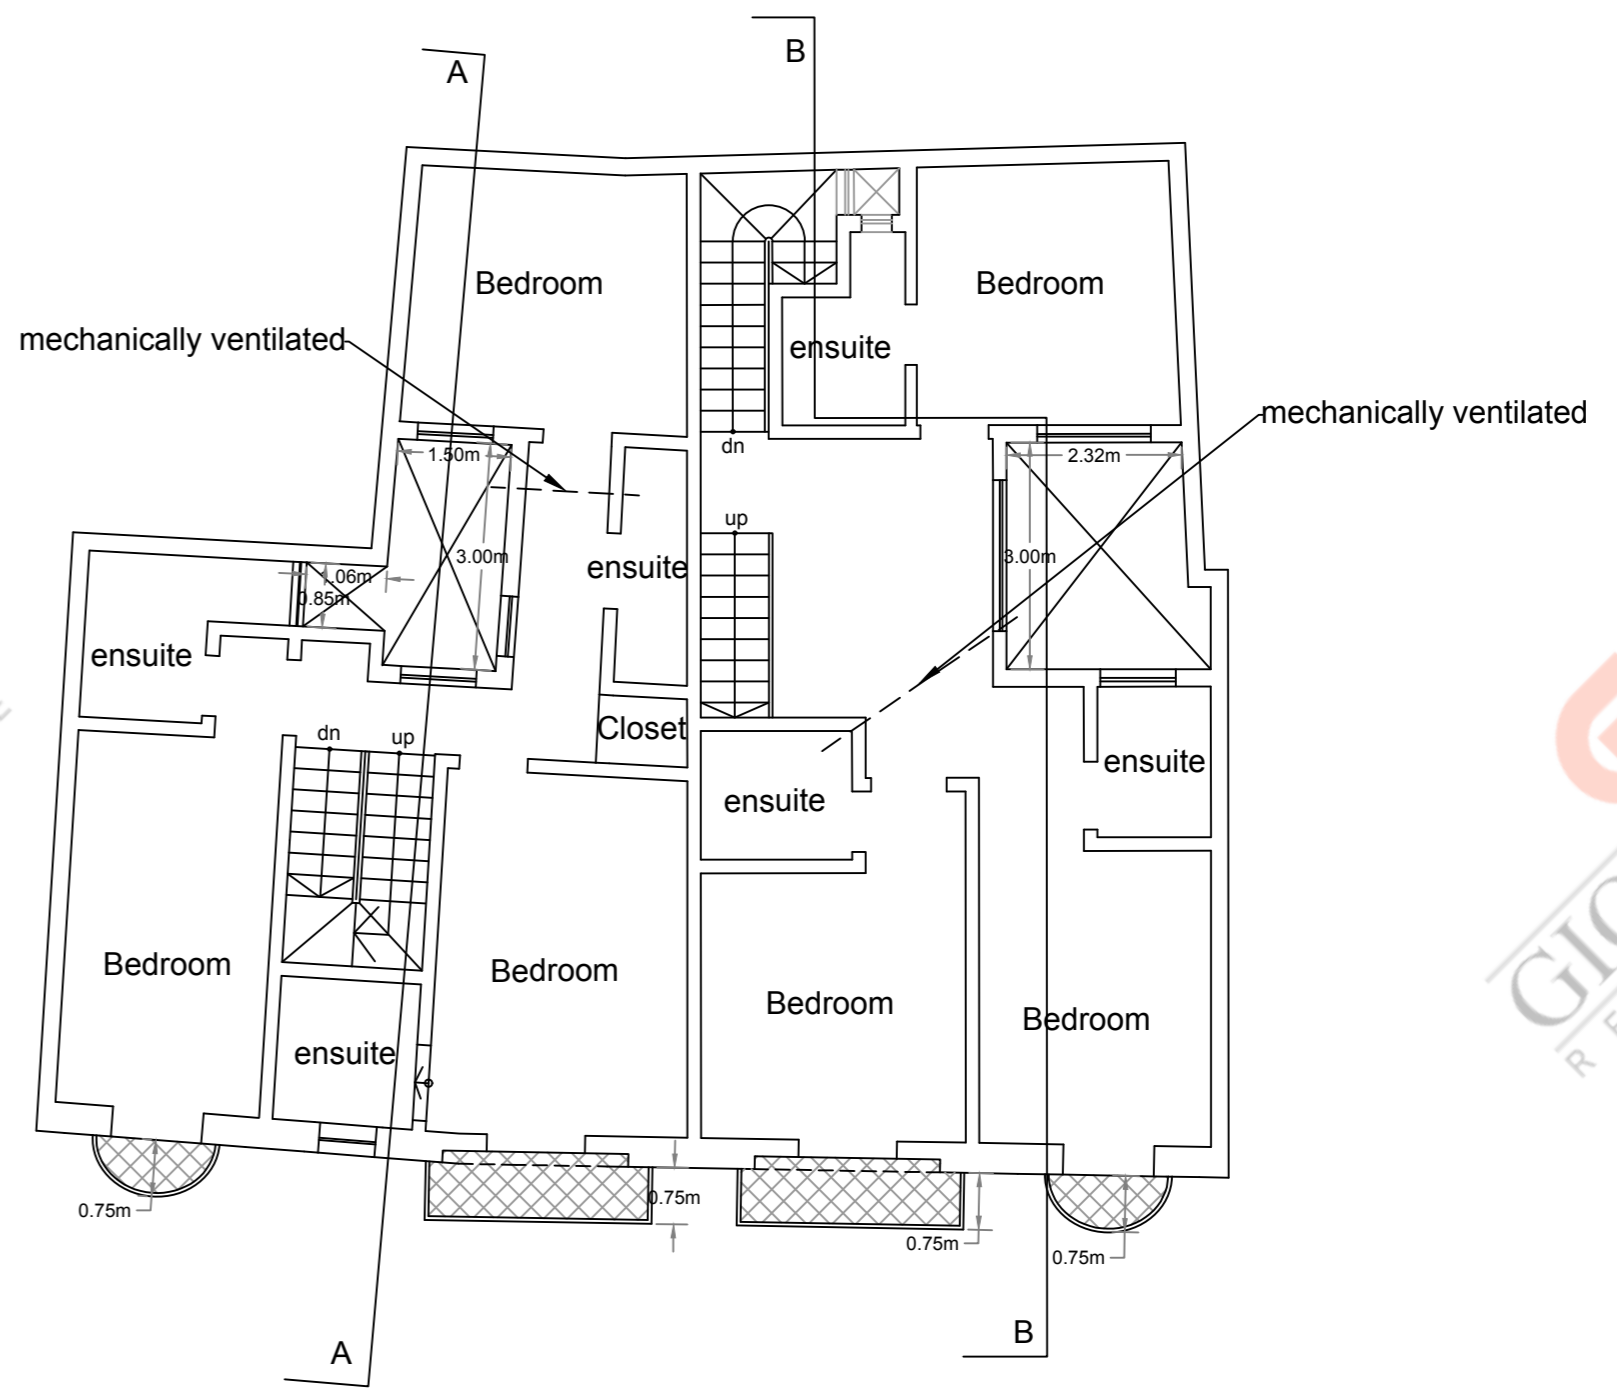 B
A
Bedroom
Bedroom
mechanically ventilated
ensuite
mechanically ventilated
dn
1.50m
2.32m
up
3.00m
3.00m
ensuite
.06m
0.85m
ensuite
Closet
dn
up
ensuite
ensuite
Bedroom
Bedroom
Bedroom
Bedroom
ensuite
0.75m
0.75m
0.75m
0.75m
B
A